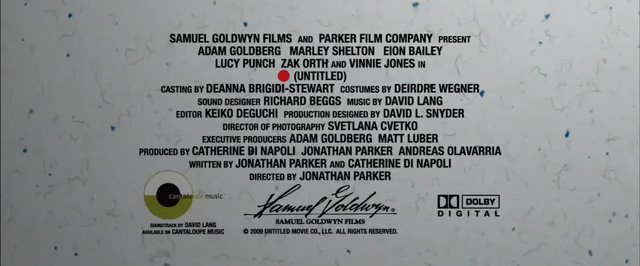 SAMUEL GOLDWYN FILMS AND PARKER FILM COMPANY PRESENT
ADAM GOLDBERG MARLEY SHELTON EION BAILEY
LUCY PUNCH ZAK ORTH AND VINNIE JONES IN
(UNTITLED)
CASTING BY DEANNA BRIGIDI-STEWART COSTUMES BY DEIRDRE WEGNER
SOUND DESIGNER RICHARD BEGGS MUSIC BY DAVID LANG
EDITOR KEIKO DEGUCHI PRODUCTION DESIGNED BY DAVID L. SNYDER
DIRECTOR OF PHOTOGRAPHY SVETLANA CVETKO
EXECUTIVE PRODUCERS ADAM GOLDBERG MATT LUBER
PRODUCED BY CATHERINE DI NAPOLI JONATHAN PARKER ANDREAS OLAVARRIA
WRITTEN BY JONATHAN PARKER AND CATHERINE DI NAPOLI
DIRECTED BY JONATHAN PARKER
cantaloupe music
SOUNDTRACK BY DAVID LANG
AVAILABLE ON CANTALOUPE MUSIC
Samuel Goldwyn®
SAMUEL GOLDWYN FILMS
© 2009 UNTITLED MOVIE CO., LLC. ALL RIGHTS RESERVED.
DOLBY
DIGITAL